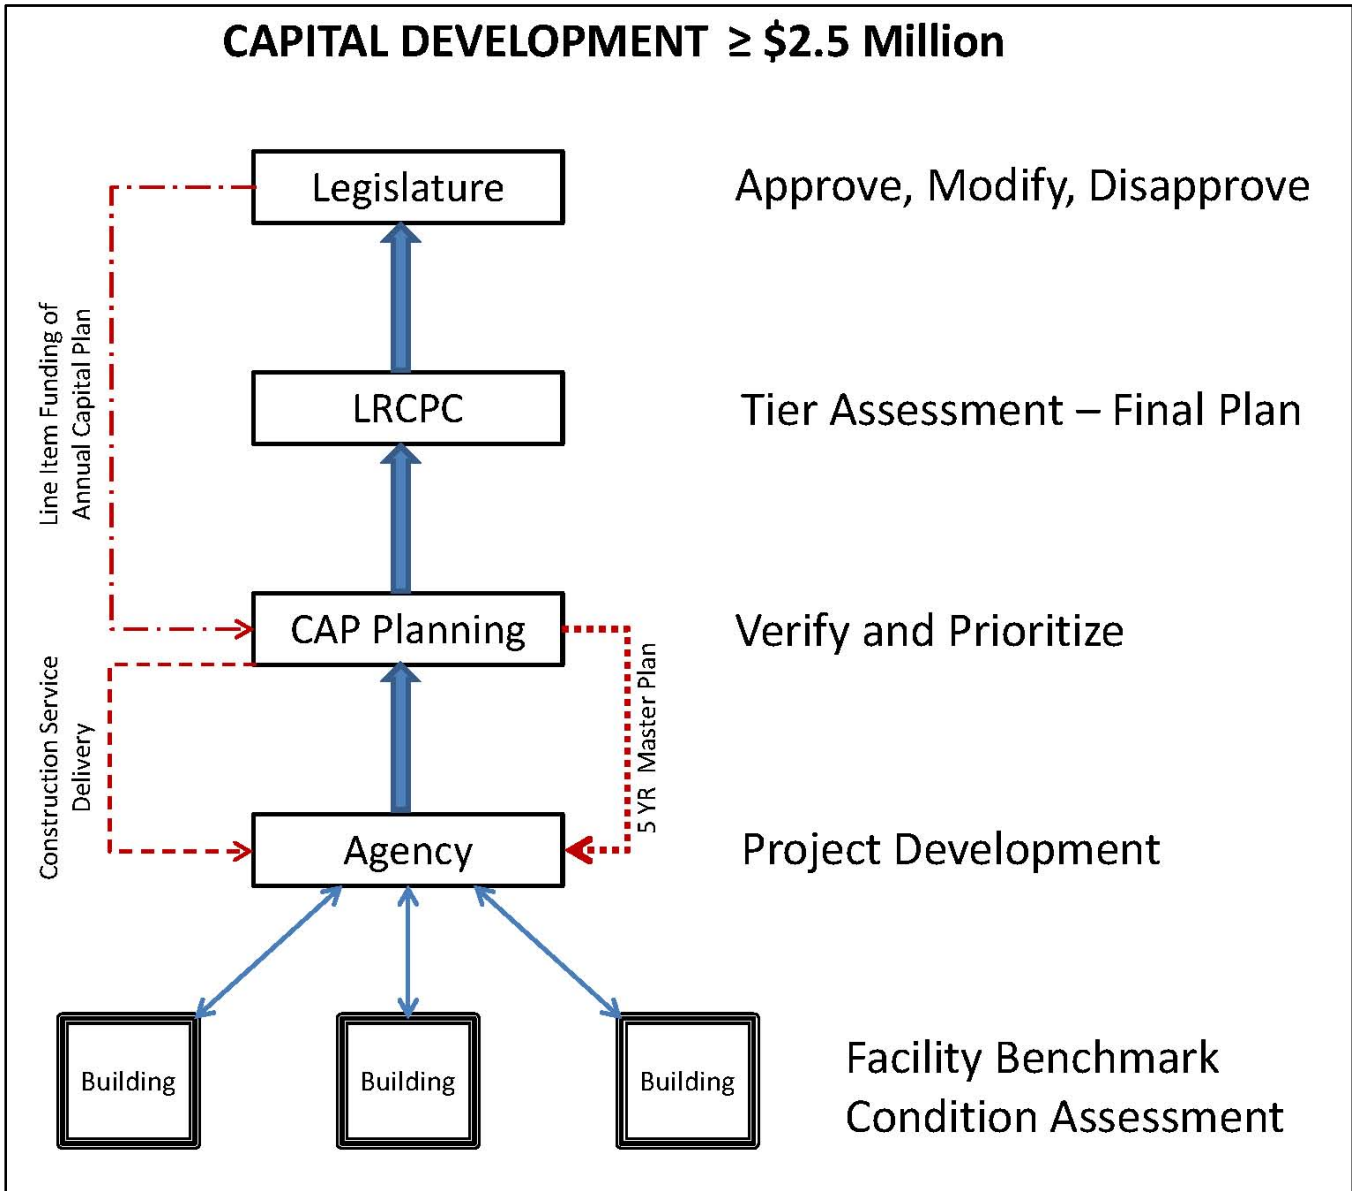 CAPITAL DEVELOPMENT ≥ $2.5 Million
Legislature
Approve, Modify, Disapprove
Line Item Funding of
Annual Capital Plan
LRCPC
Tier Assessment – Final Plan
CAP Planning
Verify and Prioritize
Construction Service
Delivery
5 YR Master Plan
Agency
Project Development
Building
Building
Building
Facility Benchmark
Condition Assessment